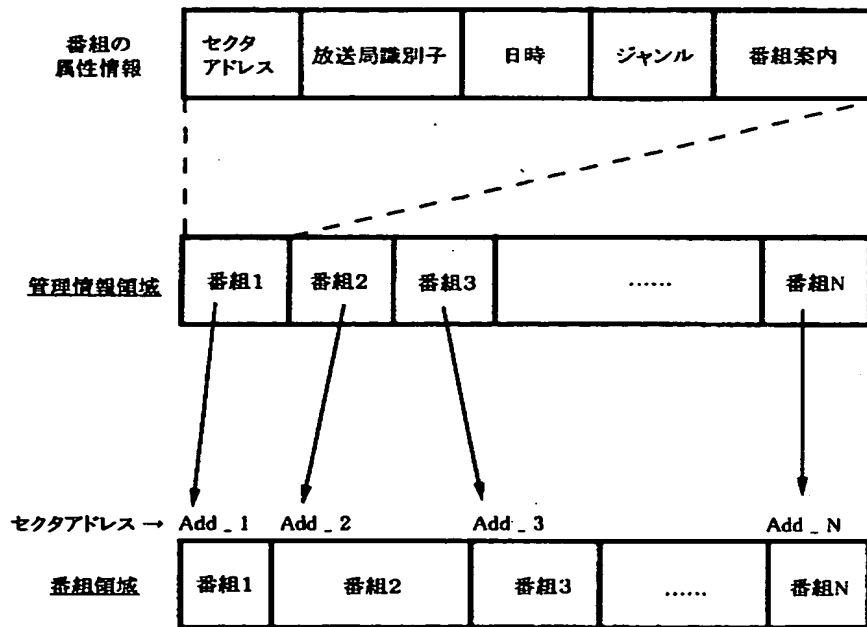 番組の
属性情報
セクタ
アドレス
放送局識別子
日時
ジャンル
番組案内
管理情報領域
番組1
番組2
番組3
……
番組N
セクタアドレス → Add _ 1 Add _ 2 Add _ 3 Add _ N
番組領域
番組1
番組2
番組3
……
番組N